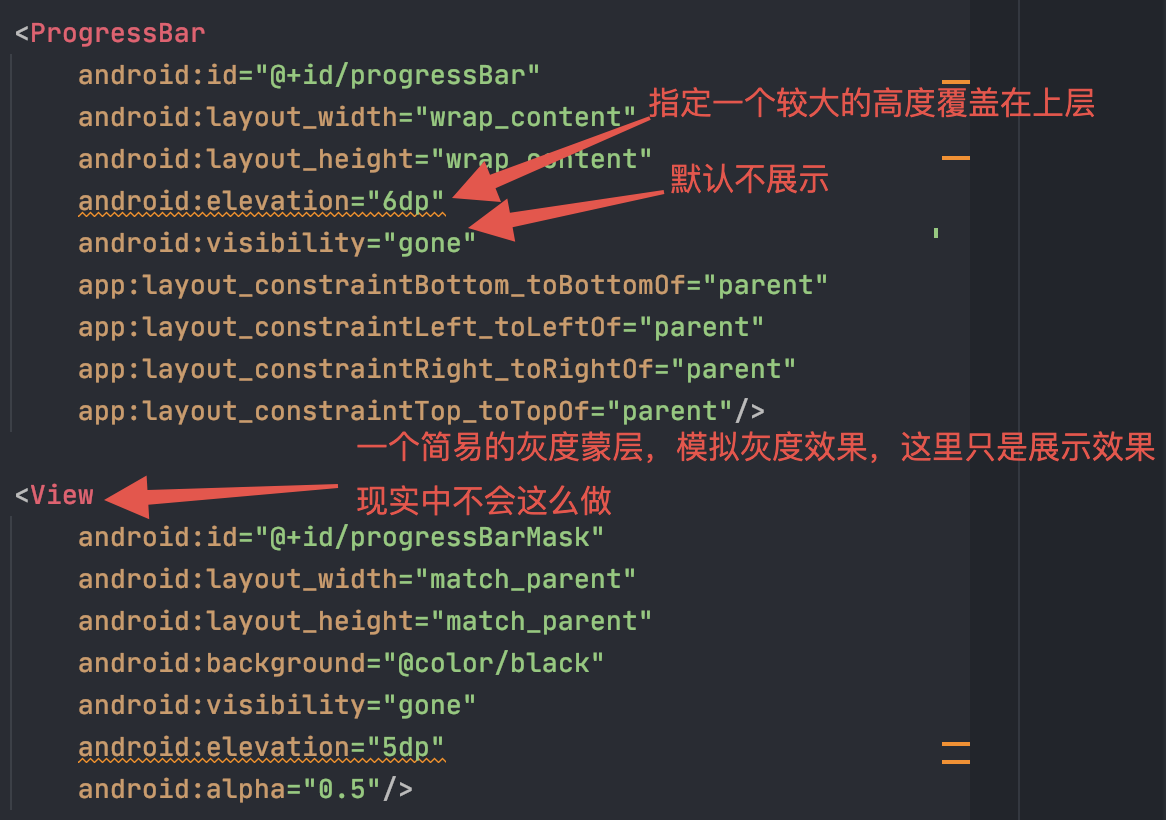 <ProgressBar
android:id="@+id/progressBar"
指定一个较大的高度覆盖在上层
android:layout_width="wrap_content"
android:layout_height="wrap_content"
默认不展示
android:elevation="6dp"
android:visibility="gone"
app:layout_constraintBottom_toBottomOf="parent"
app:layout_constraintLeft_toLeftOf="parent"
app:layout_constraintRight_toRightOf="parent"
app:layout_constraintTop_toTopOf="parent"/>
一个简易的灰度蒙层，模拟灰度效果，这里只是展示效果
<View
现实中不会这么做
android:id="@+id/progressBarMask"
android:layout_width="match_parent"
android:layout_height="match_parent"
android:background="@color/black"
android:visibility="gone"
android:elevation="5dp"
android:alpha="0.5"/>